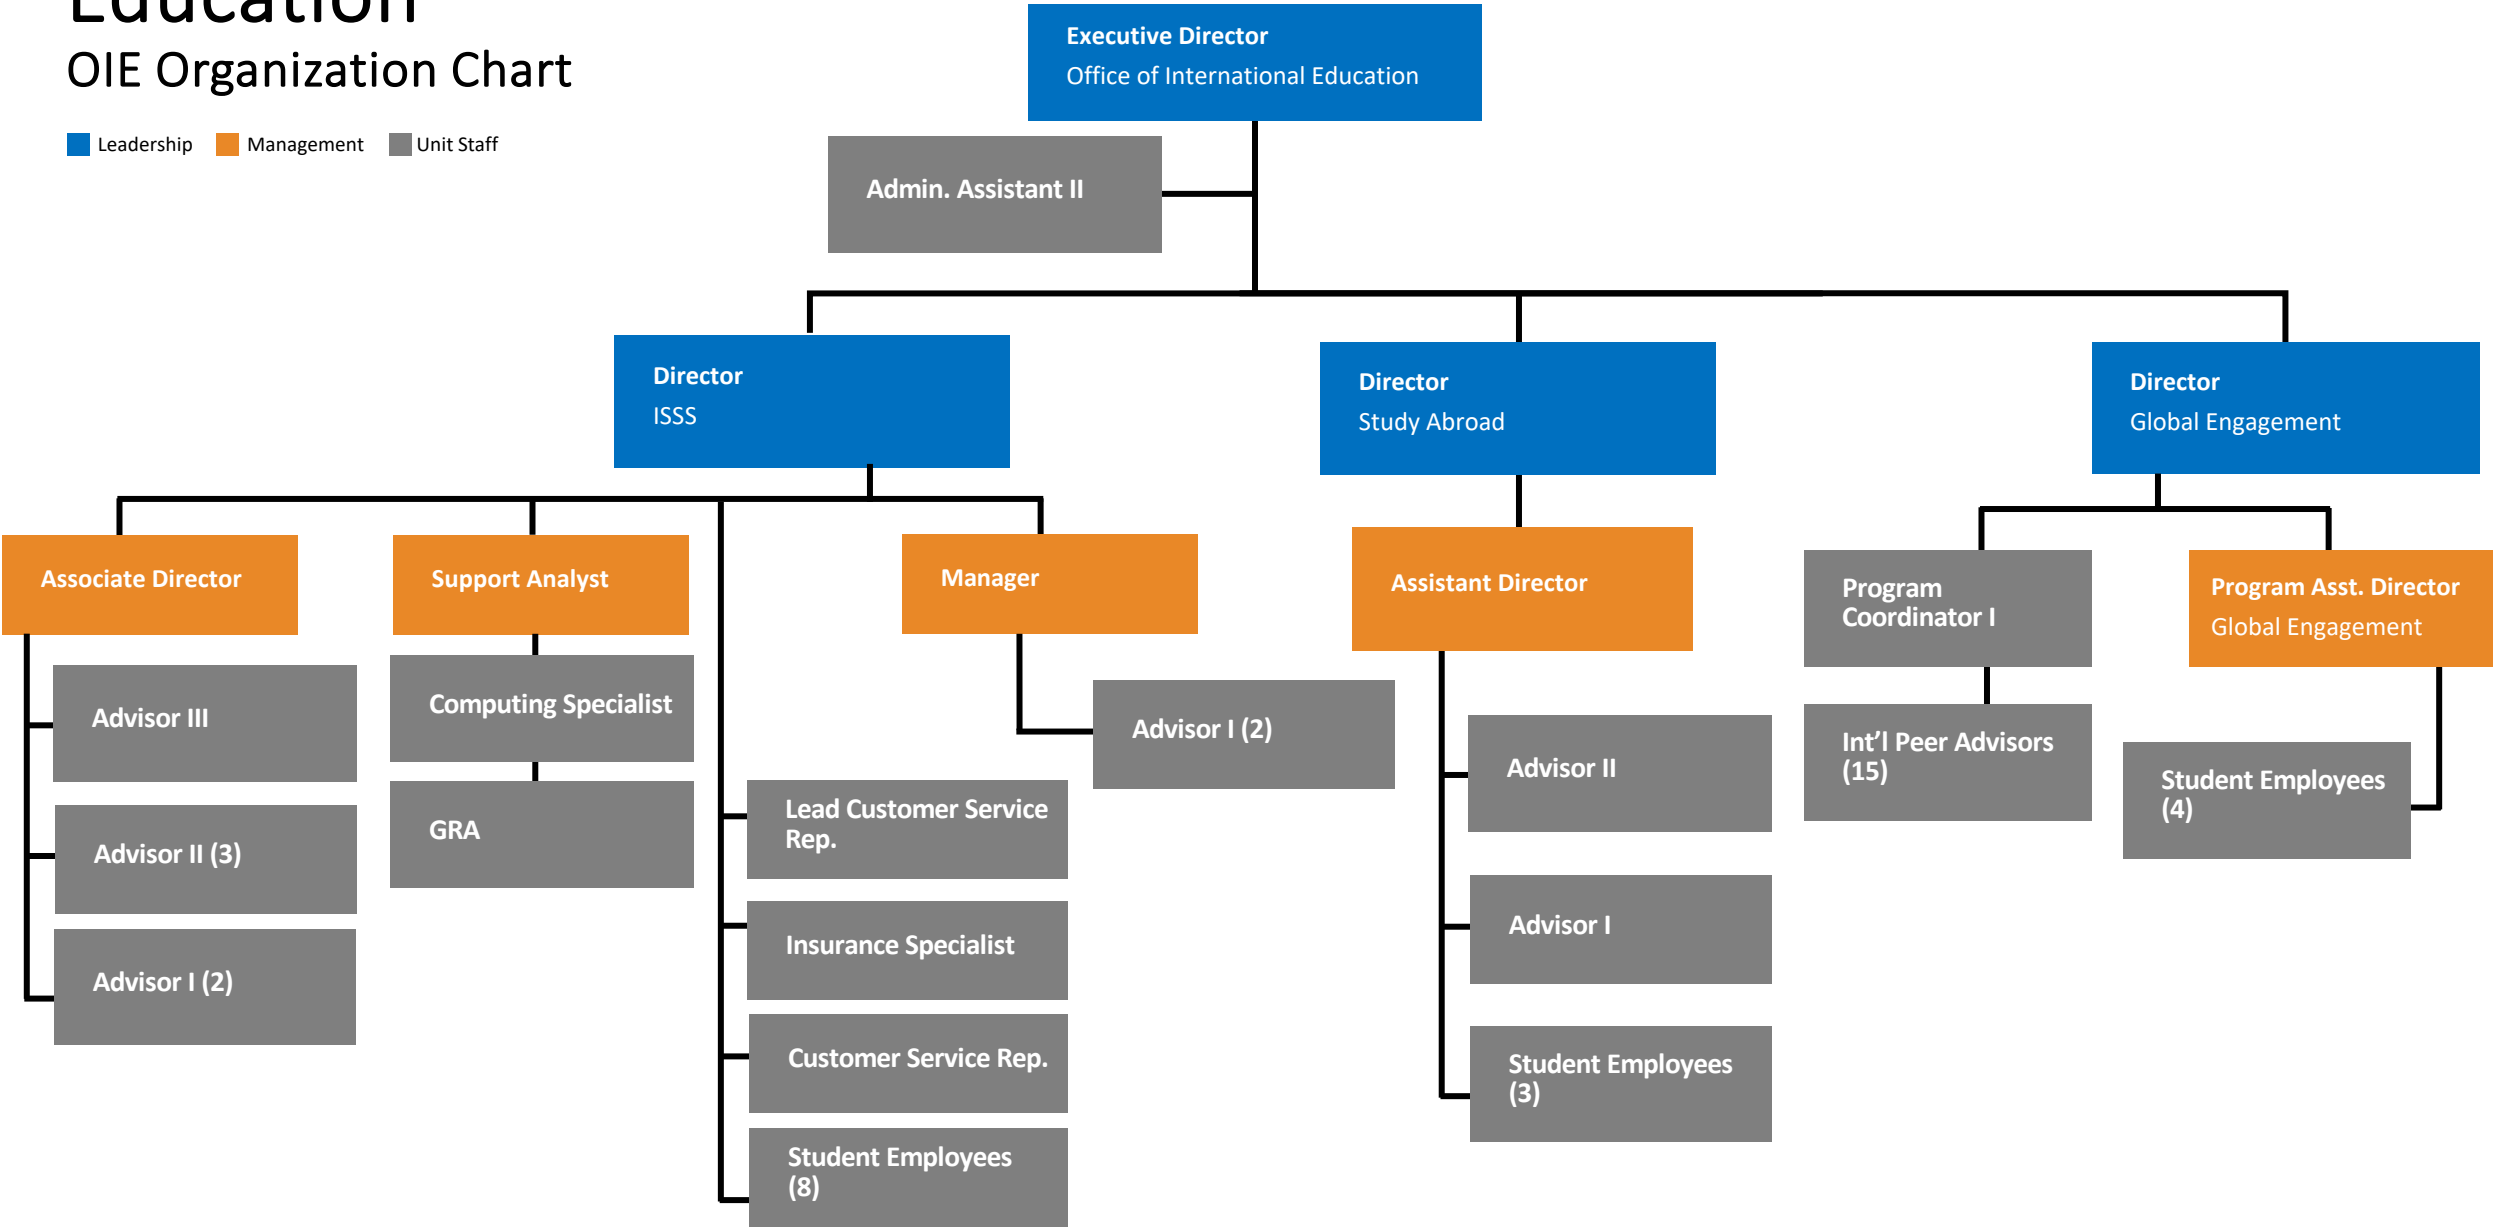 Education
OIE Organization Chart
Leadership
Management
Unit Staff
Executive Director
Office of International Education
Admin. Assistant II
Director
ISSS
Director
Study Abroad
Director
Global Engagement
Associate Director
Support Analyst
Manager
Assistant Director
Program
Coordinator I
Program Asst. Director
Global Engagement
Advisor III
Advisor II (3)
Advisor I (2)
Computing Specialist
GRA
Lead Customer Service
Rep.
Insurance Specialist
Customer Service Rep.
Student Employees
(8)
Advisor I (2)
Advisor II
Advisor I
Student Employees
(3)
Int’l Peer Advisors
(15)
Student Employees
(4)